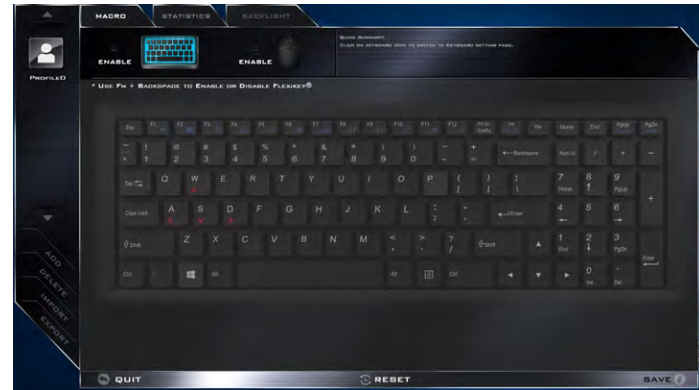 MACRO STATISTICS BACKLIGHT
QUICK SUMMARY:
CLICK ON KEYBOARD ICON TO SWITCH TO KEYBOARD SETTING PAGE.
ENABLE ENABLE
PROFILE0
* USE FN + BACKSPACE TO ENABLE OR DISABLE FLEXIKEY®
Esc F1 F2 F3 F4 F5 F6 F7 F8 F9 F10 F11 F12 Home End PgUp PgDn
~ ! @ # $ % ^ & * ( ) - +
` 1 2 3 4 5 6 7 8 9 0 = Backspace Num Lk / * -
Tab Q W E R T Y U I O P { } | 7 8 9
[ ] \ Home PgUp
+
Caps Lock A S D F G H J K L : " Enter 4 5 6
;
Shift Z X C V B N M < > ? Shift 1 2 3
, . / End PgDn
Enter
Ctrl Alt Alt Ctrl 0 .
Ins Del
ADD
DELETE
IMPORT
EXPORT
QUIT RESET SAVE